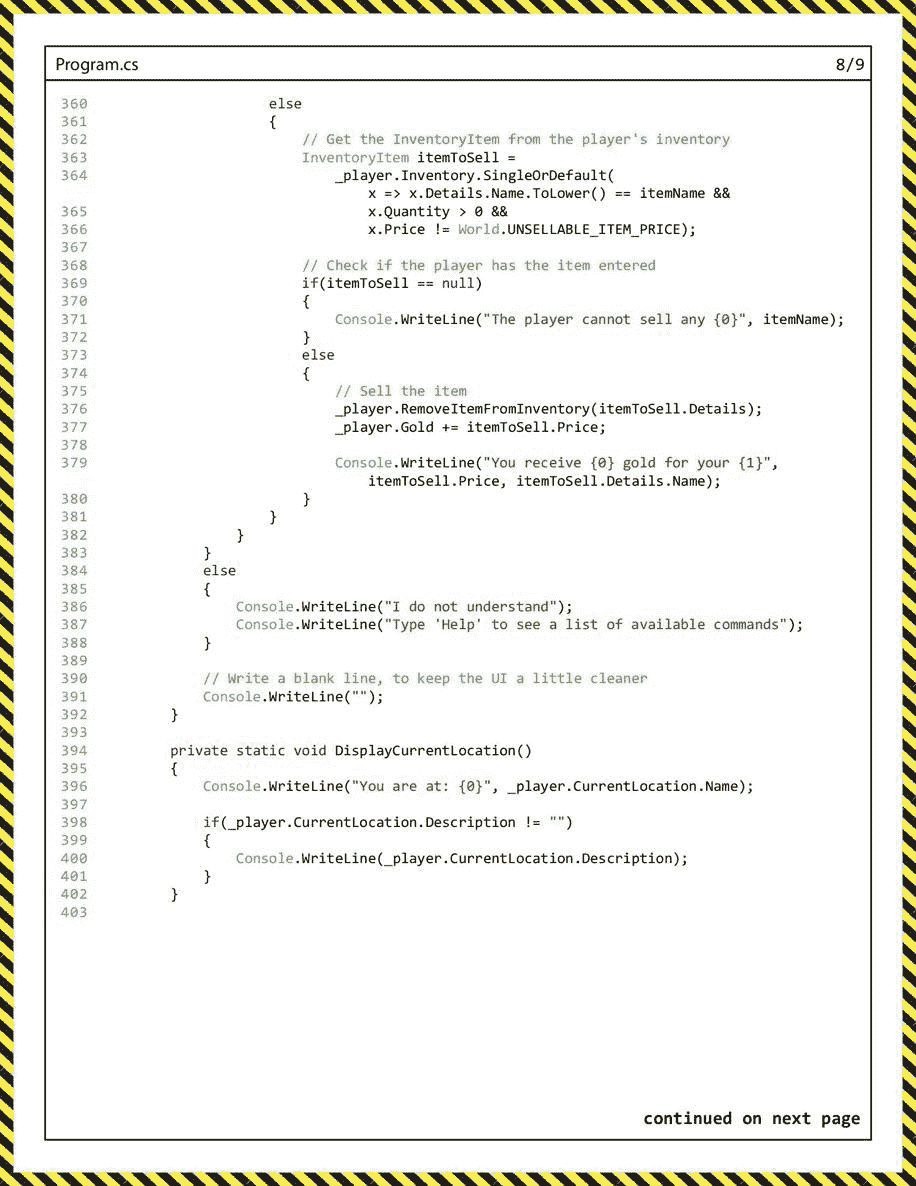 Program.cs 8/9
360 else
361 {
362 // Get the InventoryItem from the player's inventory
363 InventoryItem itemToSell =
364 _player.Inventory.SingleOrDefault(
x => x.Details.Name.ToLower() == itemName &&
365 x.Quantity > 0 &&
366 x.Price != World.UNSELLABLE_ITEM_PRICE);
367
368 // Check if the player has the item entered
369 if(itemToSell == null)
370 {
371 Console.WriteLine("The player cannot sell any {0}", itemName);
372 }
373 else
374 {
375 // Sell the item
376 _player.RemoveItemFromInventory(itemToSell.Details);
377 _player.Gold += itemToSell.Price;
378
379 Console.WriteLine("You receive {0} gold for your {1}",
itemToSell.Price, itemToSell.Details.Name);
380 }
381 }
382 }
383 }
384 else
385 {
386 Console.WriteLine("I do not understand");
387 Console.WriteLine("Type 'Help' to see a list of available commands");
388 }
389
390 // Write a blank line, to keep the UI a little cleaner
391 Console.WriteLine("");
392 }
393
394 private static void DisplayCurrentLocation()
395 {
396 Console.WriteLine("You are at: {0}", _player.CurrentLocation.Name);
397
398 if(_player.CurrentLocation.Description != "")
399 {
400 Console.WriteLine(_player.CurrentLocation.Description);
401 }
402 }
403
continued on next page